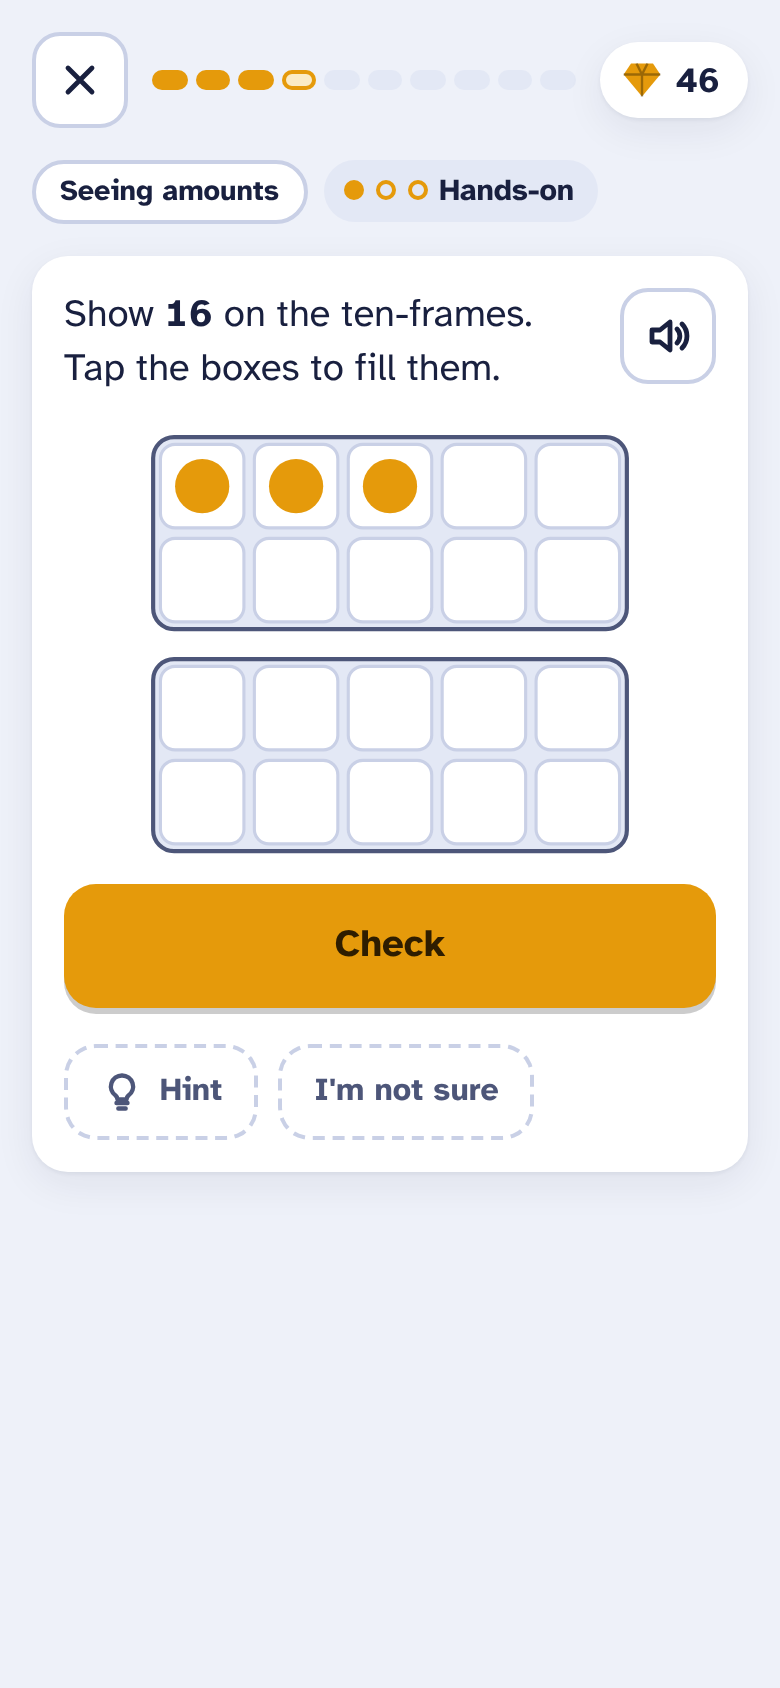 46
Seeing amounts
Hands-on
Show 16 on the ten-frames.
Tap the boxes to fill them.
Check
Hint
I'm not sure